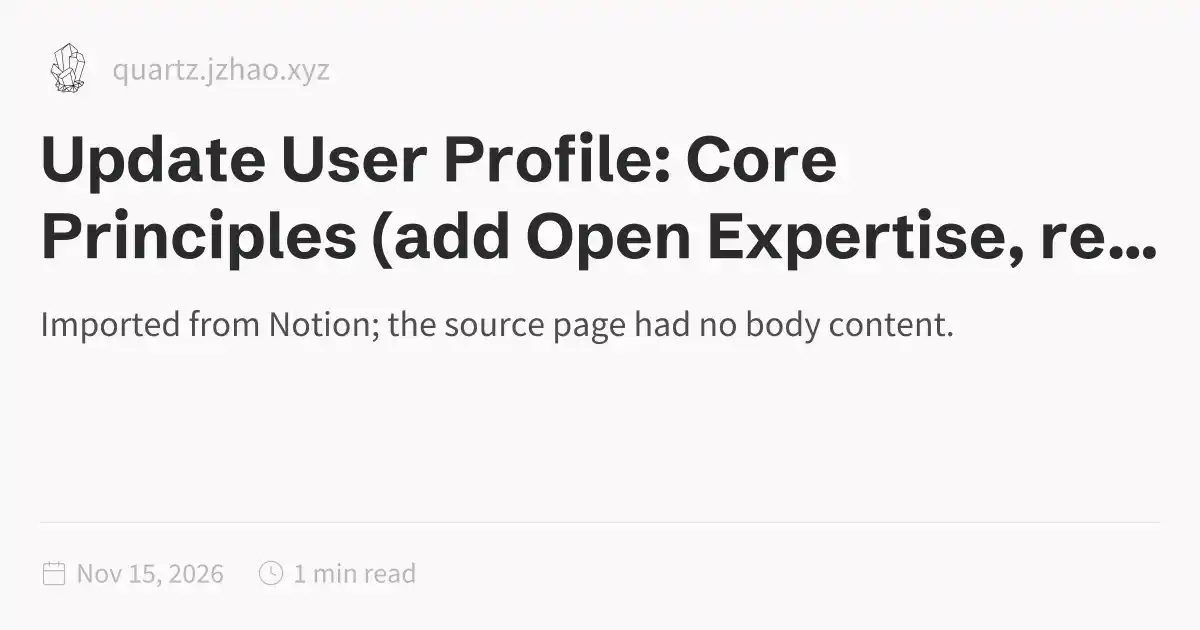 quartz.jzhao.xyz
Update User Profile: Core
Principles (add Open Expertise, re...
Imported from Notion; the source page had no body content.
Nov 15, 2026 1 min read